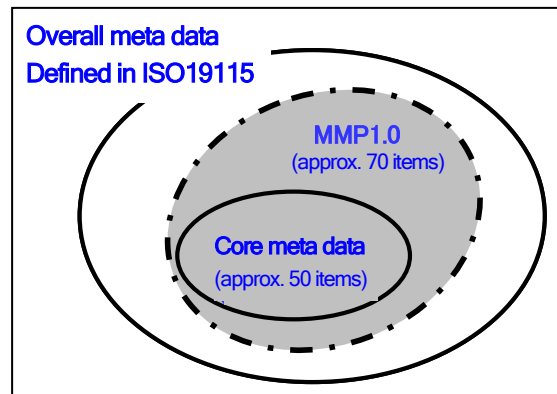 Overall meta data
Defined in ISO19115
MMP1.0
(approx. 70 items)
Core meta data
(approx. 50 items)